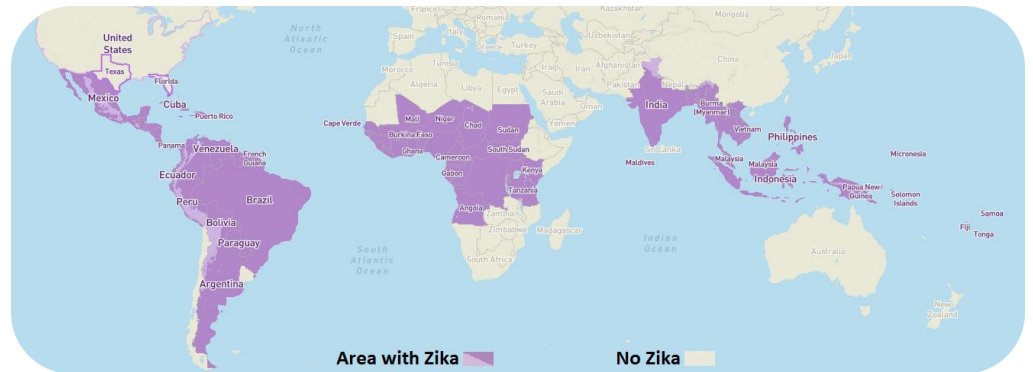 North
Atlantic
Ocean
United
States
Texas
Florida
Mexico
Cuba
Puerto Rico
Panama
Venezuela
French
Guiana
Ecuador
Peru
Brazil
Bolivia
Paraguay
Argentina
South
Atlantic
Ocean
France
Romania
Italy
Spain
Greece
Turkey
Morocco
Tunisia
Algeria
Libya
Egypt
Iraq
Iran
Saudi
Arabia
Oman
Yemen
Cape Verde
Mali
Niger
Chad
Sudan
Burkina Faso
Ghana
South Sudan
Cameroon
Gabon
Kenya
Tanzania
Angola
Zambia
Zimbabwe
Madagascar
South Africa
Indian
Ocean
Kazakhstan
Uzbekistan
Mongolia
Afghanistan
Pakistan
China
Japan
Nepal
India
Burma
(Myanmar)
Vietnam
Philippines
Sri Lanka
Maldives
Malaysia
Malaysia
Indonesia
Micronesia
Papua New
Guinea
Solomon
Islands
Samoa
Fiji
Tonga
Australia
New
Zealand
Area with Zika
No Zika